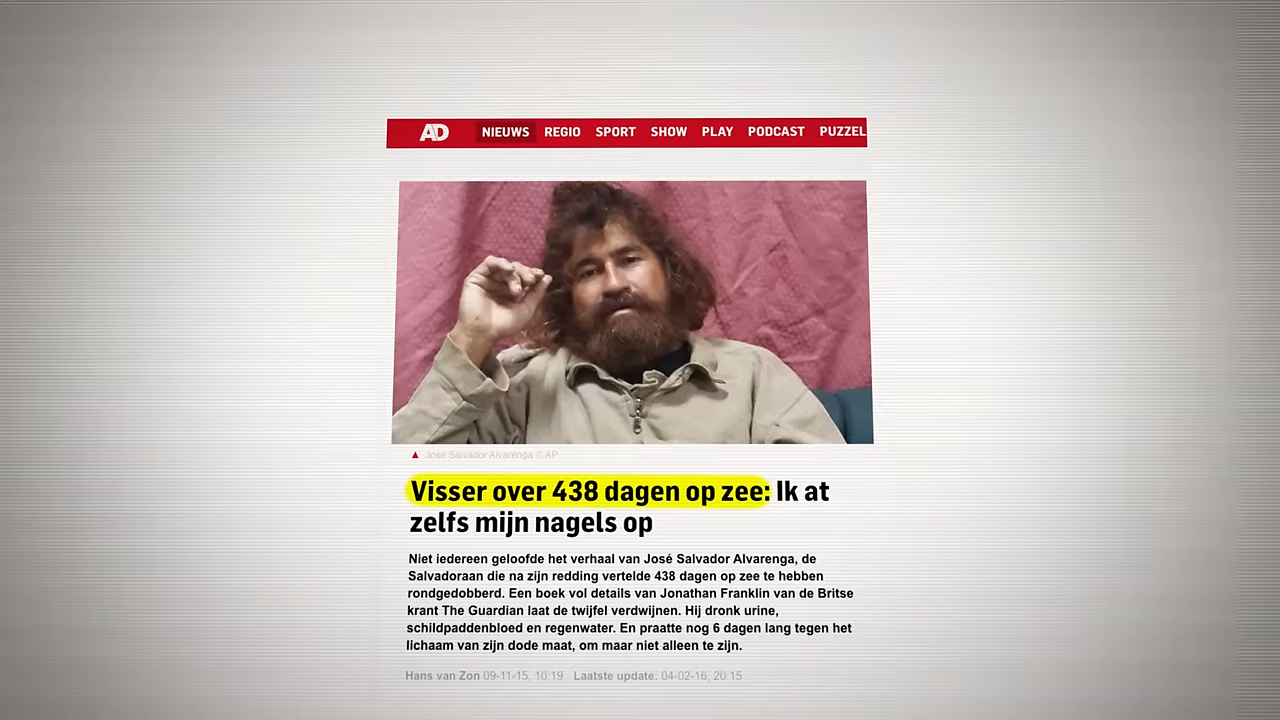 AD NIEUWS REGIO SPORT SHOW PLAY PODCAST PUZZEL
▲ José Salvador Alvarenga © AP
Visser over 438 dagen op zee: Ik at
zelfs mijn nagels op
Niet iedereen geloofde het verhaal van José Salvador Alvarenga, de
Salvadoraan die na zijn redding vertelde 438 dagen op zee te hebben
rondgedobberd. Een boek vol details van Jonathan Franklin van de Britse
krant The Guardian laat de twijfel verdwijnen. Hij dronk urine,
schildpaddenbloed en regenwater. En praatte nog 6 dagen lang tegen het
lichaam van zijn dode maat, om maar niet alleen te zijn.
Hans van Zon 09-11-15, 10:19 Laatste update: 04-02-16, 20:15